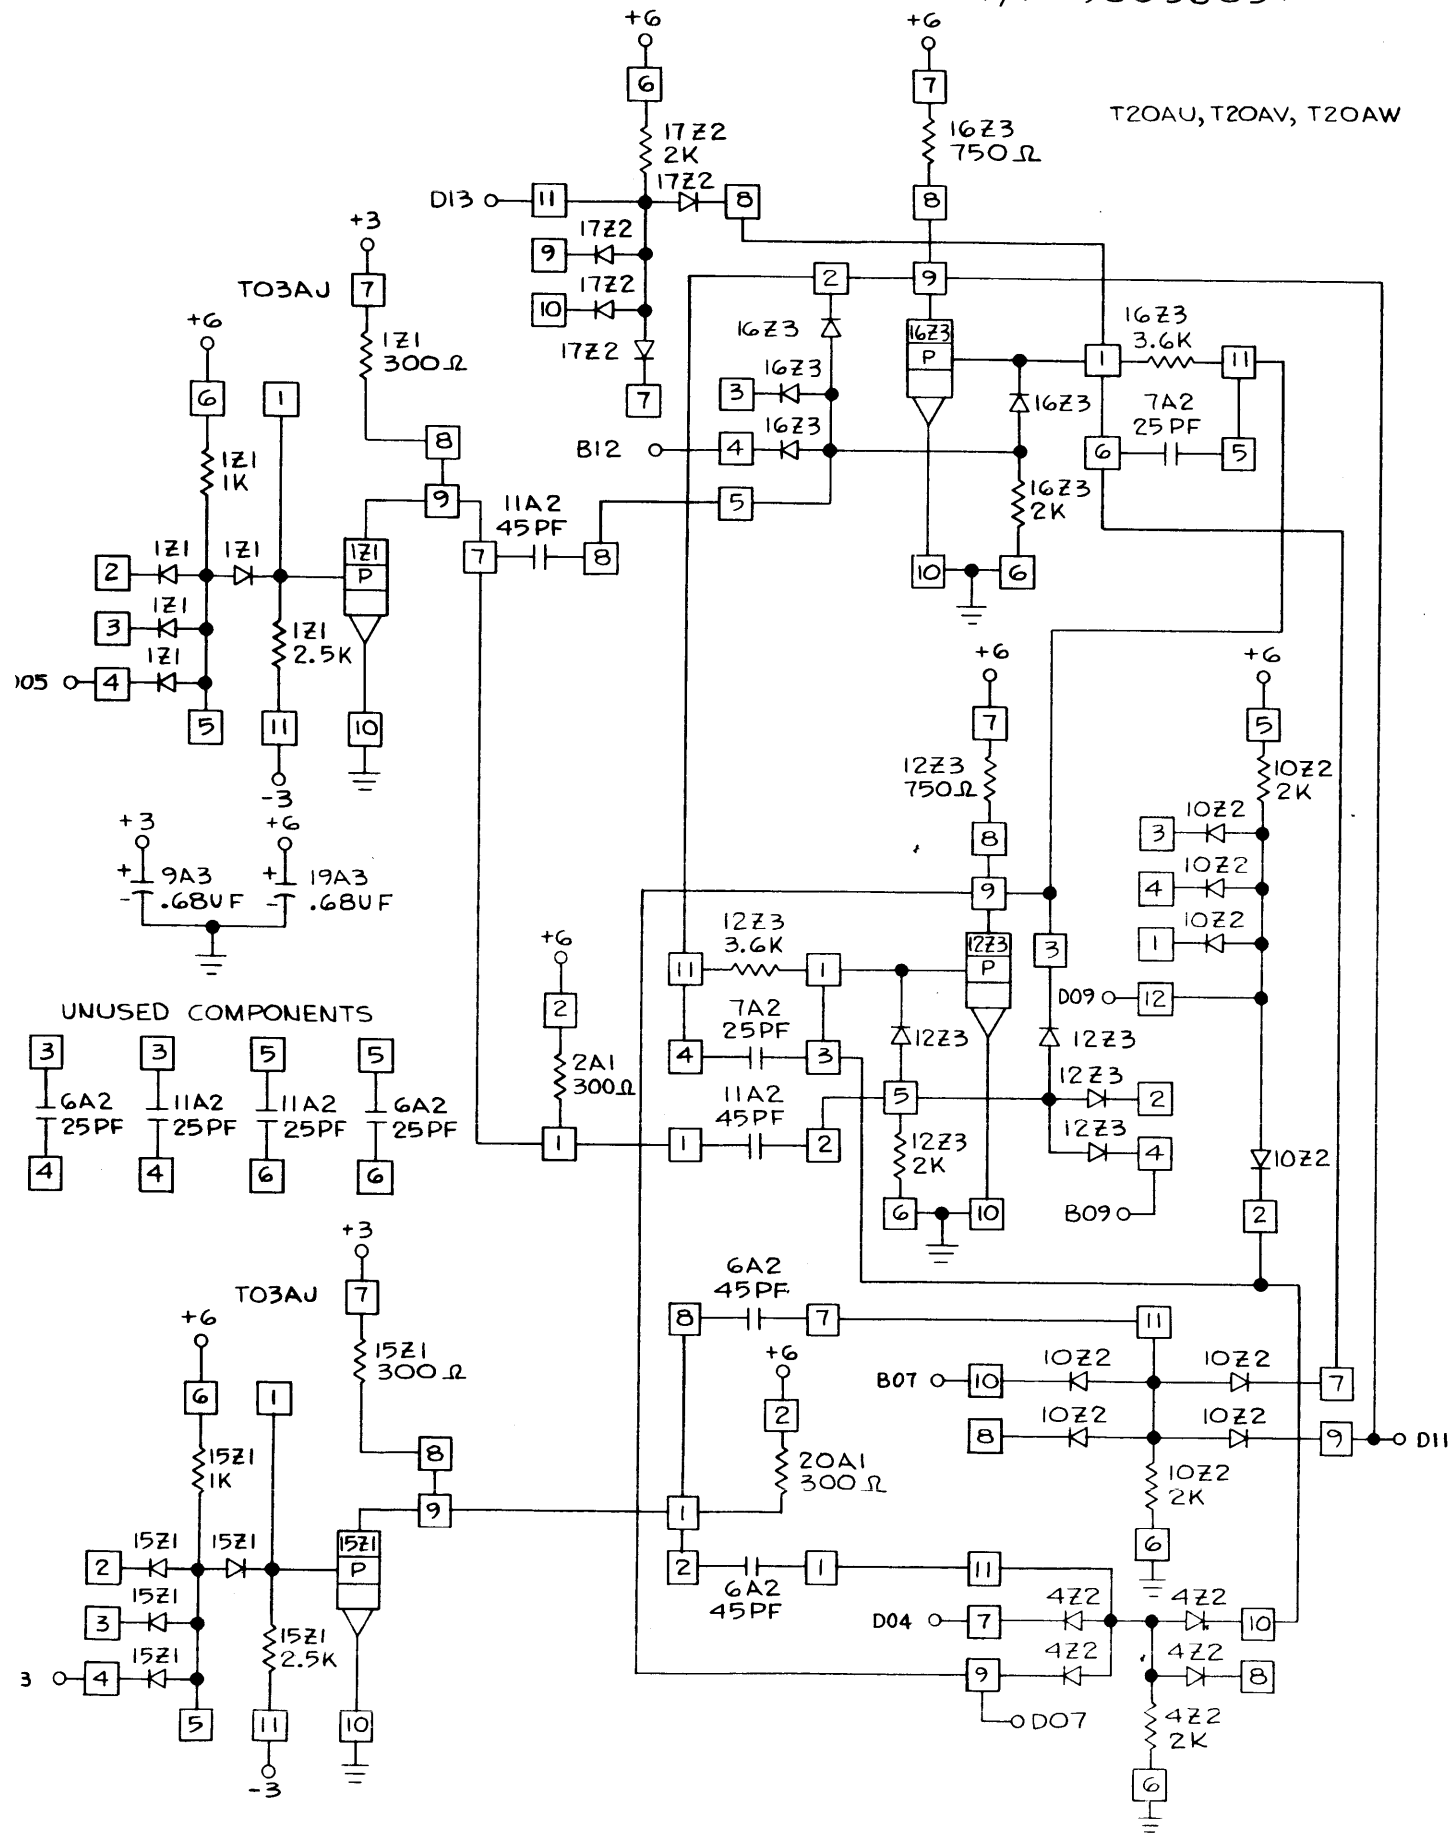 +6
+6
6
7
T20AU, T20AV, T20AW
17Z2
2K
16Z3
750Ω
D13
11
17Z2
8
8
+3
9
17Z2
10
17Z2
17Z2
7
T03AJ
7
1Z1
300Ω
2
9
16Z3
3
16Z3
B12
4
16Z3
5
16Z3
P
16Z3
1
16Z3
3.6K
11
6
7A2
25PF
5
16Z3
2K
10
6
+6
6
1
8
9
1Z1
1K
11A2
45PF
7
8
2
1Z1
1Z1
1Z1
P
3
1Z1
1Z1
2.5K
05
4
1Z1
5
11
10
-3
+6
+6
7
5
12Z3
750Ω
10Z2
2K
8
3
10Z2
9
4
10Z2
1
10Z2
+3
+6
+
-
9A3
.68UF
+
-
19A3
.68UF
12Z3
3.6K
11
1
12Z3
P
3
D09
12
+6
2
2A1
300Ω
1
7A2
25PF
4
3
12Z3
12Z3
11A2
45PF
1
2
5
12Z3
2
12Z3
4
12Z3
2K
6
10
B09
10Z2
2
UNUSED COMPONENTS
3
3
5
5
6A2
25PF
11A2
25PF
11A2
25PF
6A2
25PF
4
4
6
6
+3
T03AJ
7
+6
15Z1
300Ω
6
1
8
15Z1
1K
9
6A2
45PF
8
7
11
+6
2
20A1
300Ω
1
B07
10
10Z2
10Z2
7
8
10Z2
10Z2
9
D11
10Z2
2K
6
2
15Z1
15Z1
15Z1
P
3
15Z1
15Z1
2.5K
3
4
15Z1
5
11
10
-3
2
1
6A2
45PF
11
D04
7
4Z2
4Z2
10
9
4Z2
4Z2
8
D07
4Z2
2K
6